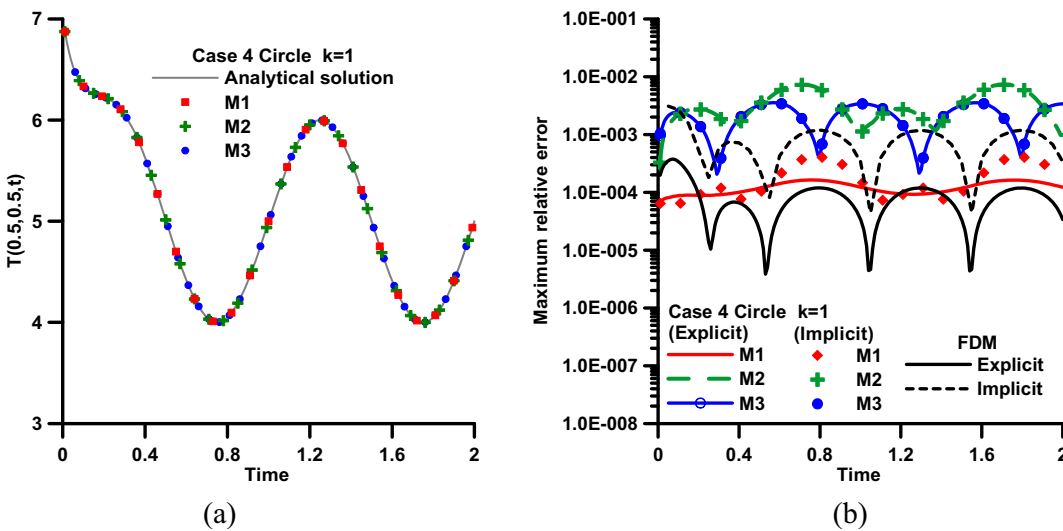 7
6
5
4
3
0
0.4
0.8
1.2
1.6
2
Time
T(0.5,0.5,t)
Case 4 Circle k=1
Analytical solution
M1
M2
M3
(a)
1.0E-001
1.0E-002
1.0E-003
1.0E-004
1.0E-005
1.0E-006
1.0E-007
1.0E-008
0
0.4
0.8
1.2
1.6
2
Time
Maximum relative error
Case 4 Circle k=1
(Explicit) (Implicit)
M1 M1
M2 M2
M3 M3
FDM
Explicit
Implicit
(b)